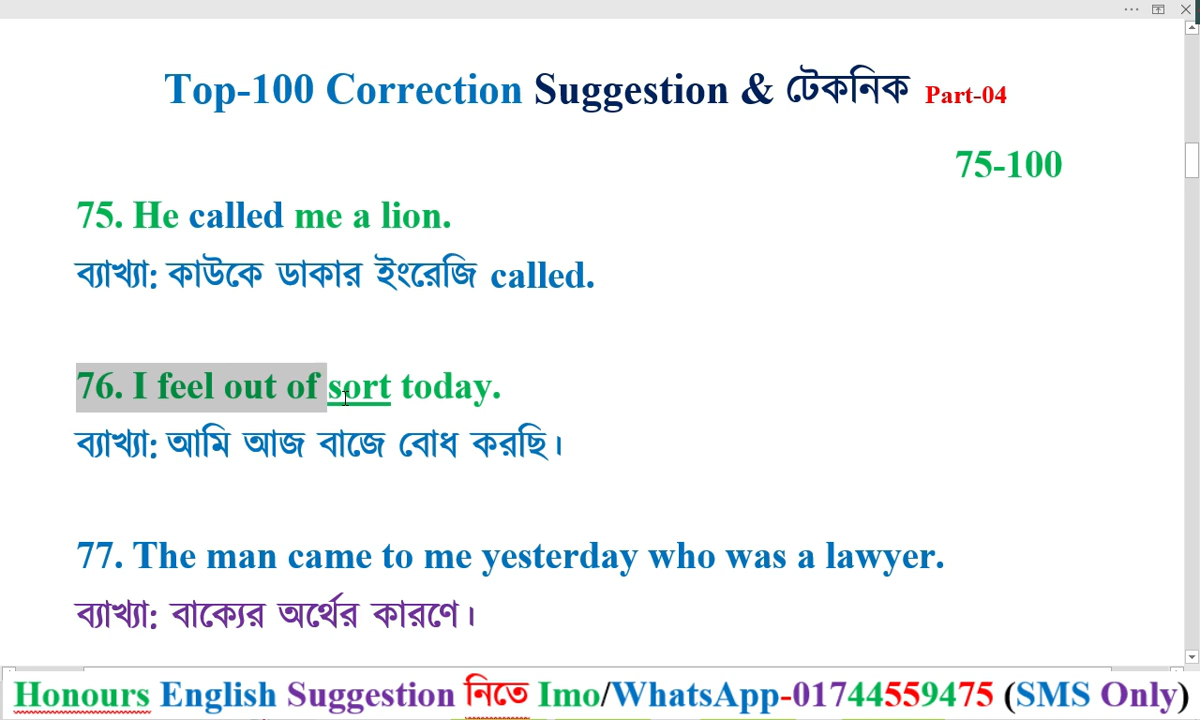 Top-100 Correction Suggestion & টেকনিক Part-04
75-100
75. He called me a lion.
ব্যাখ্যা: কাউকে ডাকার ইংরেজি called.
76. I feel out of sort today.
ব্যাখ্যা: আমি আজ বাজে বোধ করছি।
77. The man came to me yesterday who was a lawyer.
ব্যাখ্যা: বাক্যের অর্থের কারণে।
Honours English Suggestion নিতে Imo/WhatsApp-01744559475 (SMS Only)